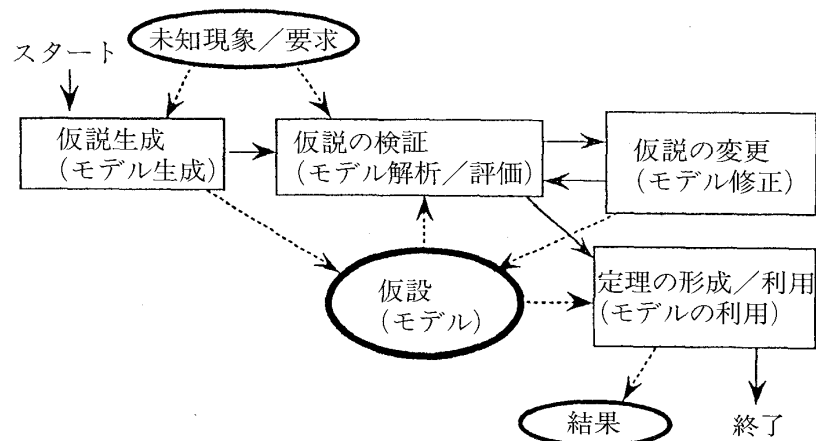 未知現象／要求
スタート
仮説生成
(モデル生成)
仮説の検証
(モデル解析／評価)
仮説の変更
(モデル修正)
仮設
(モデル)
定理の形成／利用
(モデルの利用)
結果
終了